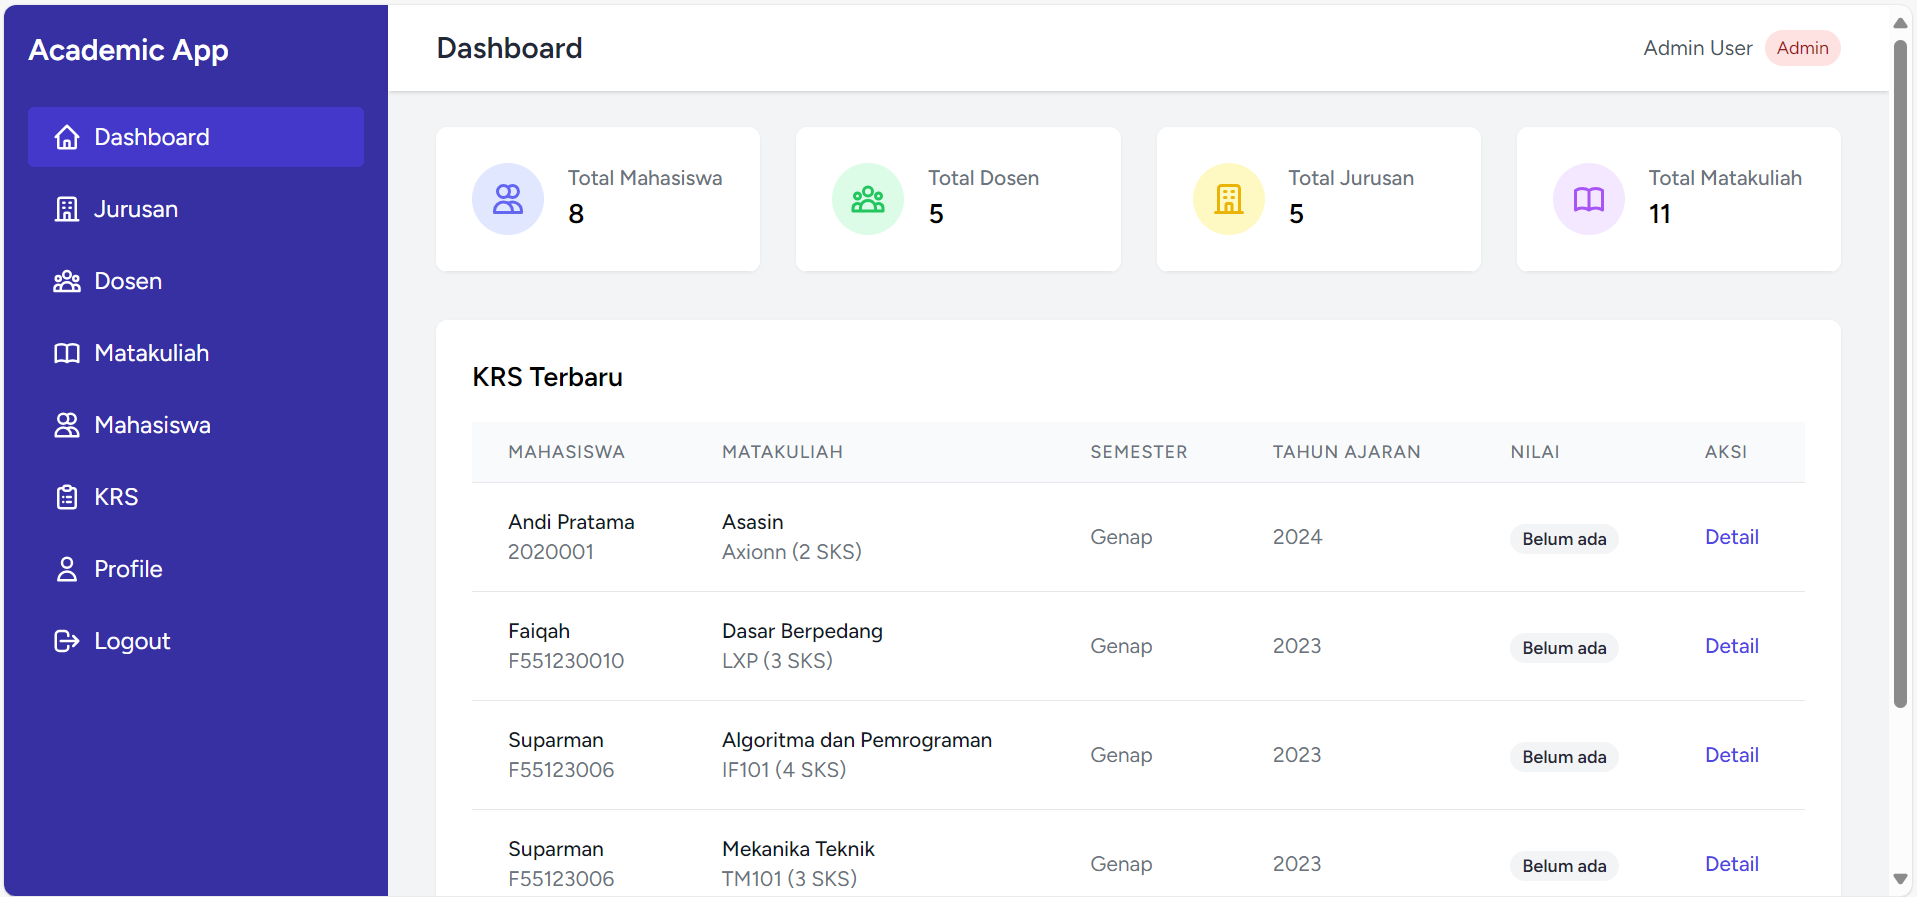 Academic App
Dashboard
Jurusan
Dosen
Matakuliah
Mahasiswa
KRS
Profile
Logout
Dashboard
Admin User Admin
Total Mahasiswa
8
Total Dosen
5
Total Jurusan
5
Total Matakuliah
11
KRS Terbaru
MAHASISWA MATAKULIAH SEMESTER TAHUN AJARAN NILAI AKSI
Andi Pratama
2020001
Asasin
Axionn (2 SKS)
Genap
2024
Belum ada
Detail
Faiqah
F551230010
Dasar Berpedang
LXP (3 SKS)
Genap
2023
Belum ada
Detail
Suparman
F55123006
Algoritma dan Pemrograman
IF101 (4 SKS)
Genap
2023
Belum ada
Detail
Suparman
F55123006
Mekanika Teknik
TM101 (3 SKS)
Genap
2023
Belum ada
Detail